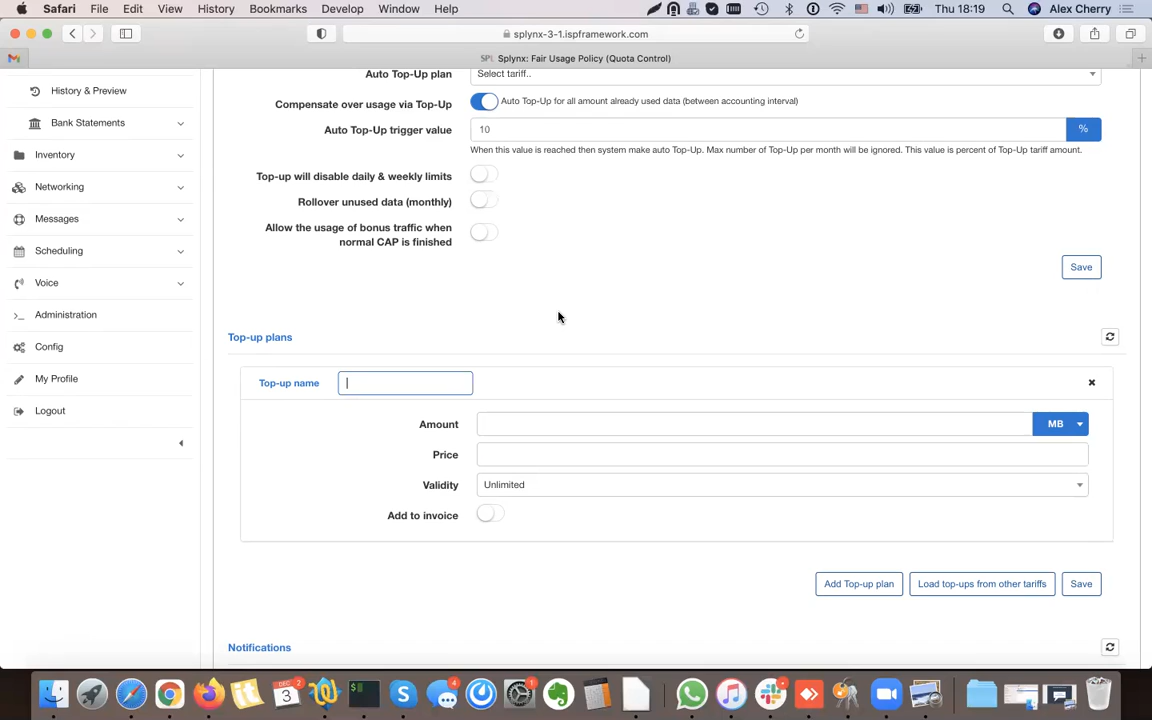 Safari File Edit View History Bookmarks Develop Window Help Thu 18:19 Alex Cherry
splynx-3-1.ispframework.com
SPL Splynx: Fair Usage Policy (Quota Control)
History & Preview
Bank Statements
Inventory
Networking
Messages
Scheduling
Voice
Administration
Config
My Profile
Logout
Auto Top-Up plan Select tariff..
Compensate over usage via Top-Up Auto Top-Up for all amount already used data (between accounting interval)
Auto Top-Up trigger value 10 %
When this value is reached then system make auto Top-Up. Max number of Top-Up per month will be ignored. This value is percent of Top-Up tariff amount.
Top-up will disable daily & weekly limits
Rollover unused data (monthly)
Allow the usage of bonus traffic when
normal CAP is finished
Save
Top-up plans
Top-up name
Amount MB
Price
Validity Unlimited
Add to invoice
Add Top-up plan Load top-ups from other tariffs Save
Notifications
DEC 2
3
4
1